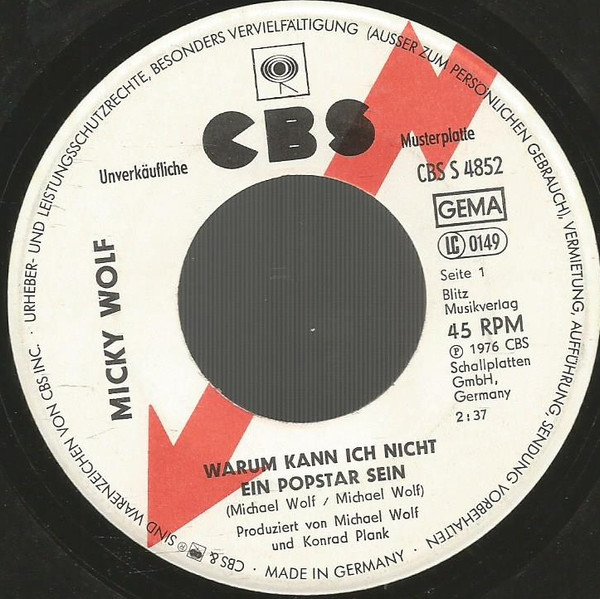 URHEBER- UND LEISTUNGSSCHUTZRECHTE, BESONDERS VERVIELFÄLTIGUNG (AUSSER ZUM PERSÖNLICHEN GEBRAUCH), VERMIETUNG, AUFFÜHRUNG, SENDUNG VORBEHALTEN
CBS
Unverkäufliche Musterplatte
CBS S 4852
GEMA
LC 0149
Seite 1
Blitz
Musikverlag
45 RPM
℗ 1976 CBS
Schallplatten
GmbH,
Germany
2:37
MICKY WOLF
WARUM KANN ICH NICHT
EIN POPSTAR SEIN
(Michael Wolf / Michael Wolf)
Produziert von Michael Wolf
und Konrad Plank
· MADE IN GERMANY ·
CBS & ® SIND WARENZEICHEN VON CBS INC. ·